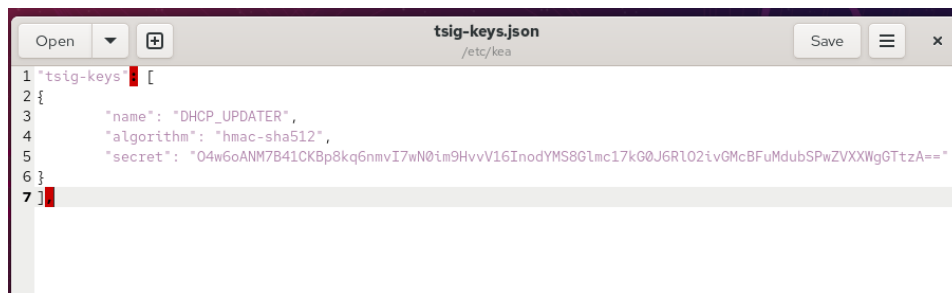 Open
tsig-keys.json
/etc/kea
Save
1 "tsig-keys": [
2 {
3 "name": "DHCP_UPDATER",
4 "algorithm": "hmac-sha512",
5 "secret": "O4w6oANM7B41CKBp8kq6nmvI7wN0im9HvvV16InodYMS8Glmc17kG0J6RlO2ivGMcBFuMdubSPwZVXXWgGTtzA=="
6 }
7 ],